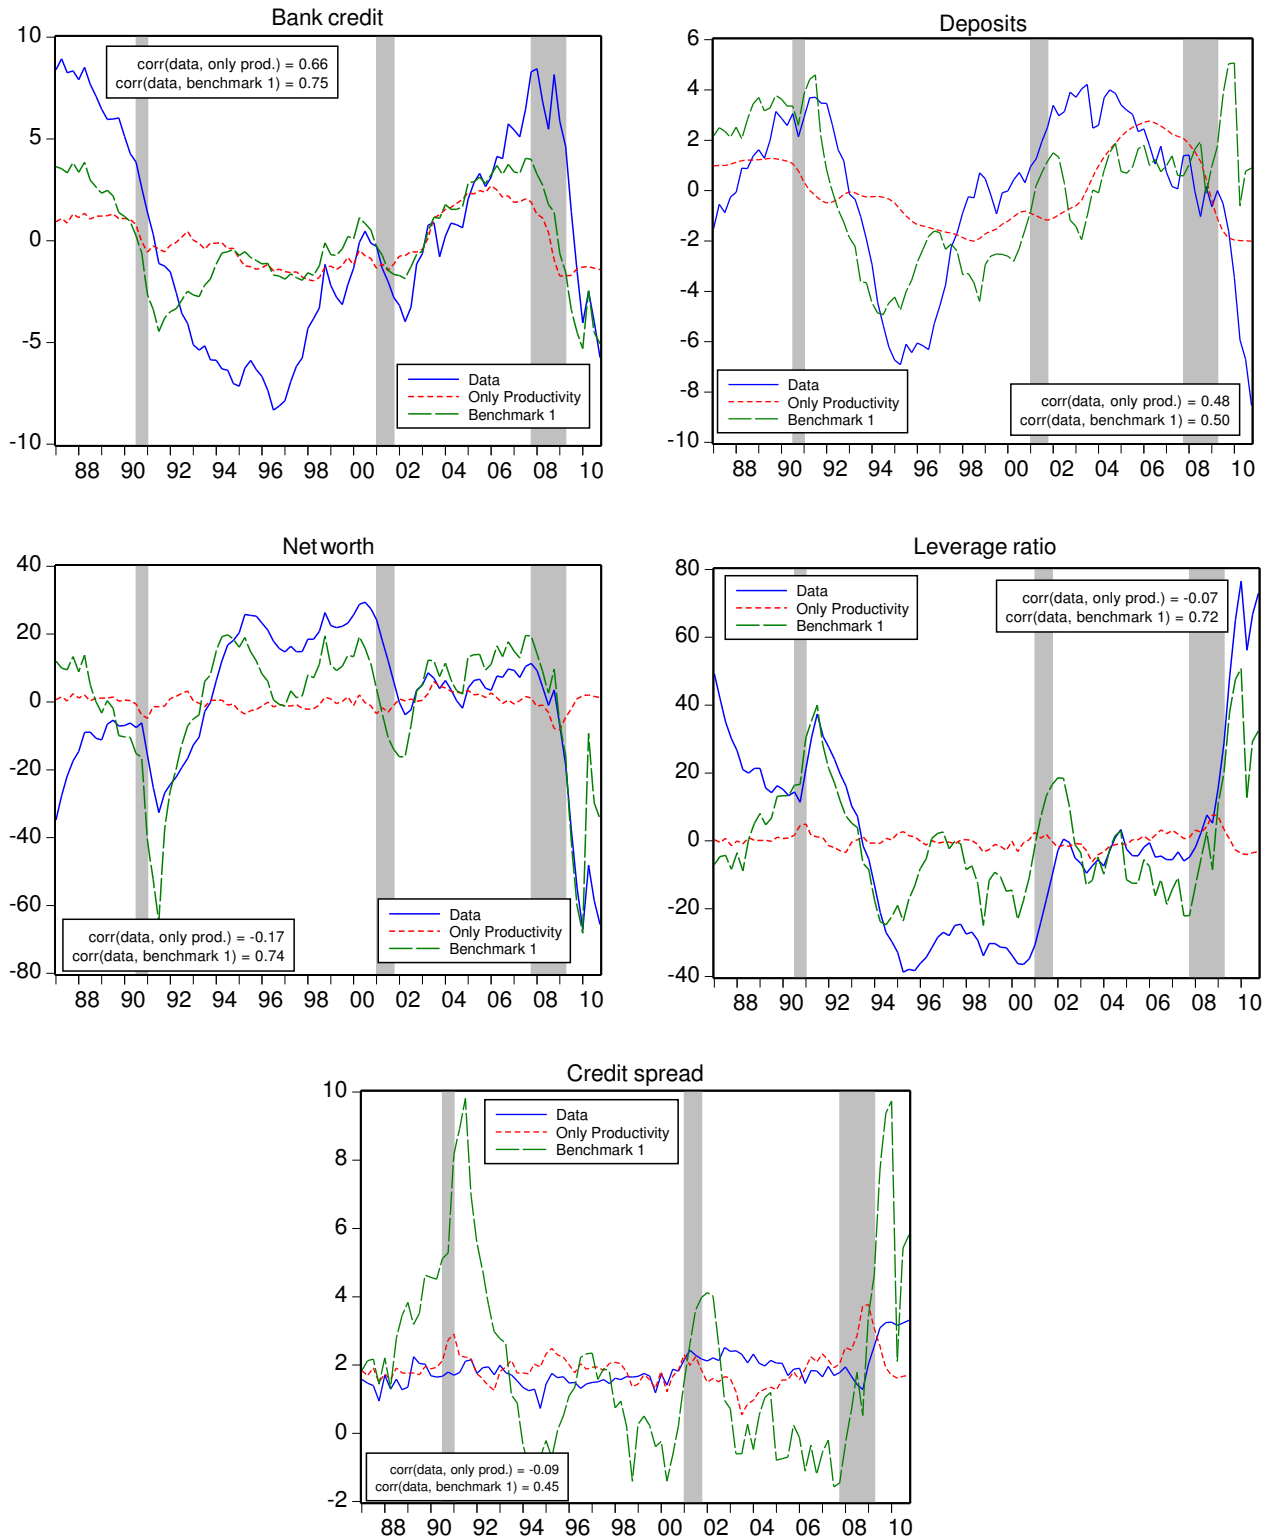 Bank credit
10
5
0
-5
-10
corr(data, only prod.) = 0.66
corr(data, benchmark 1) = 0.75
Data
Only Productivity
Benchmark 1
88 90 92 94 96 98 00 02 04 06 08 10
Deposits
6
4
2
0
-2
-4
-6
-8
-10
Data
Only Productivity
Benchmark 1
corr(data, only prod.) = 0.48
corr(data, benchmark 1) = 0.50
88 90 92 94 96 98 00 02 04 06 08 10
Net worth
40
20
0
-20
-40
-60
-80
corr(data, only prod.) = -0.17
corr(data, benchmark 1) = 0.74
Data
Only Productivity
Benchmark 1
88 90 92 94 96 98 00 02 04 06 08 10
Leverage ratio
80
60
40
20
0
-20
-40
Data
Only Productivity
Benchmark 1
corr(data, only prod.) = -0.07
corr(data, benchmark 1) = 0.72
88 90 92 94 96 98 00 02 04 06 08 10
Credit spread
10
8
6
4
2
0
-2
Data
Only Productivity
Benchmark 1
corr(data, only prod.) = -0.09
corr(data, benchmark 1) = 0.45
88 90 92 94 96 98 00 02 04 06 08 10